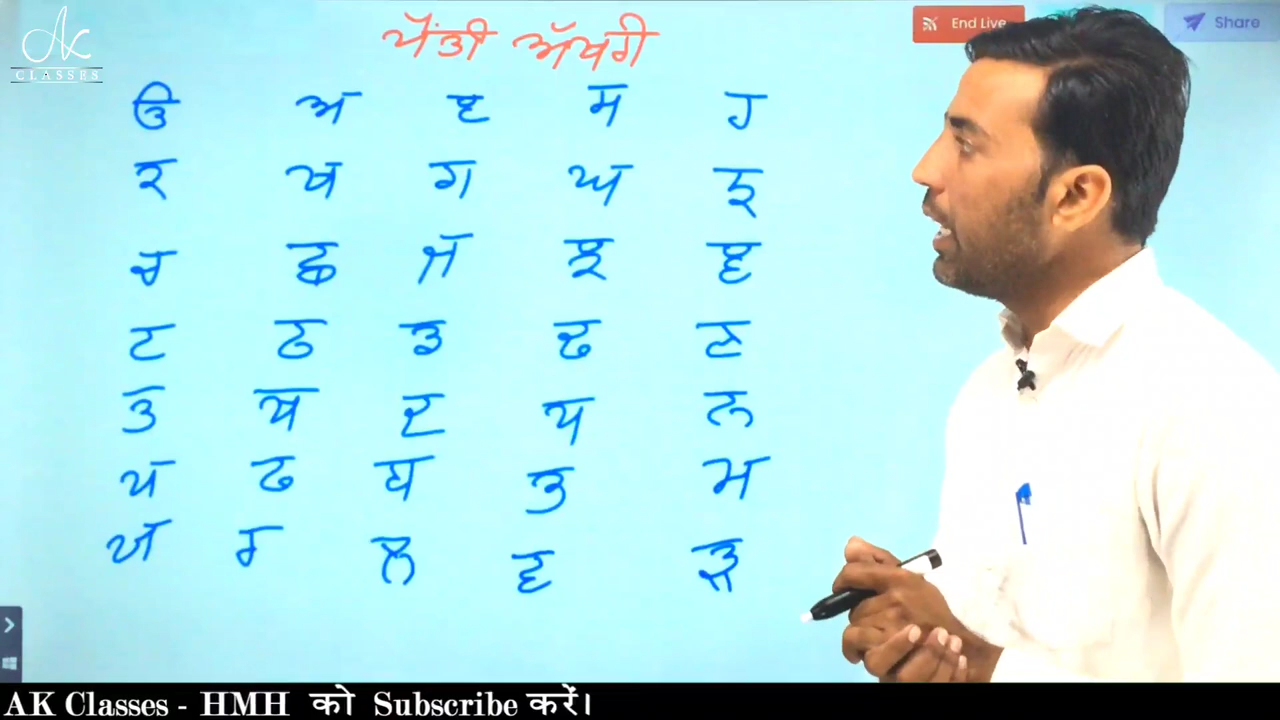 Ak
CLASSES
ਪੈਂਤੀ ਅੱਖਰੀ
End Live
Share
ੳ ਅ ੲ ਸ ਹ
ਕ ਖ ਗ ਘ ਙ
ਚ ਛ ਜ ਝ ਞ
ਟ ਠ ਡ ਢ ਣ
ਤ ਥ ਦ ਧ ਨ
ਪ ਫ ਬ ਭ ਮ
ਯ ਰ ਲ ਵ ੜ
AK Classes - HMH को Subscribe करें।